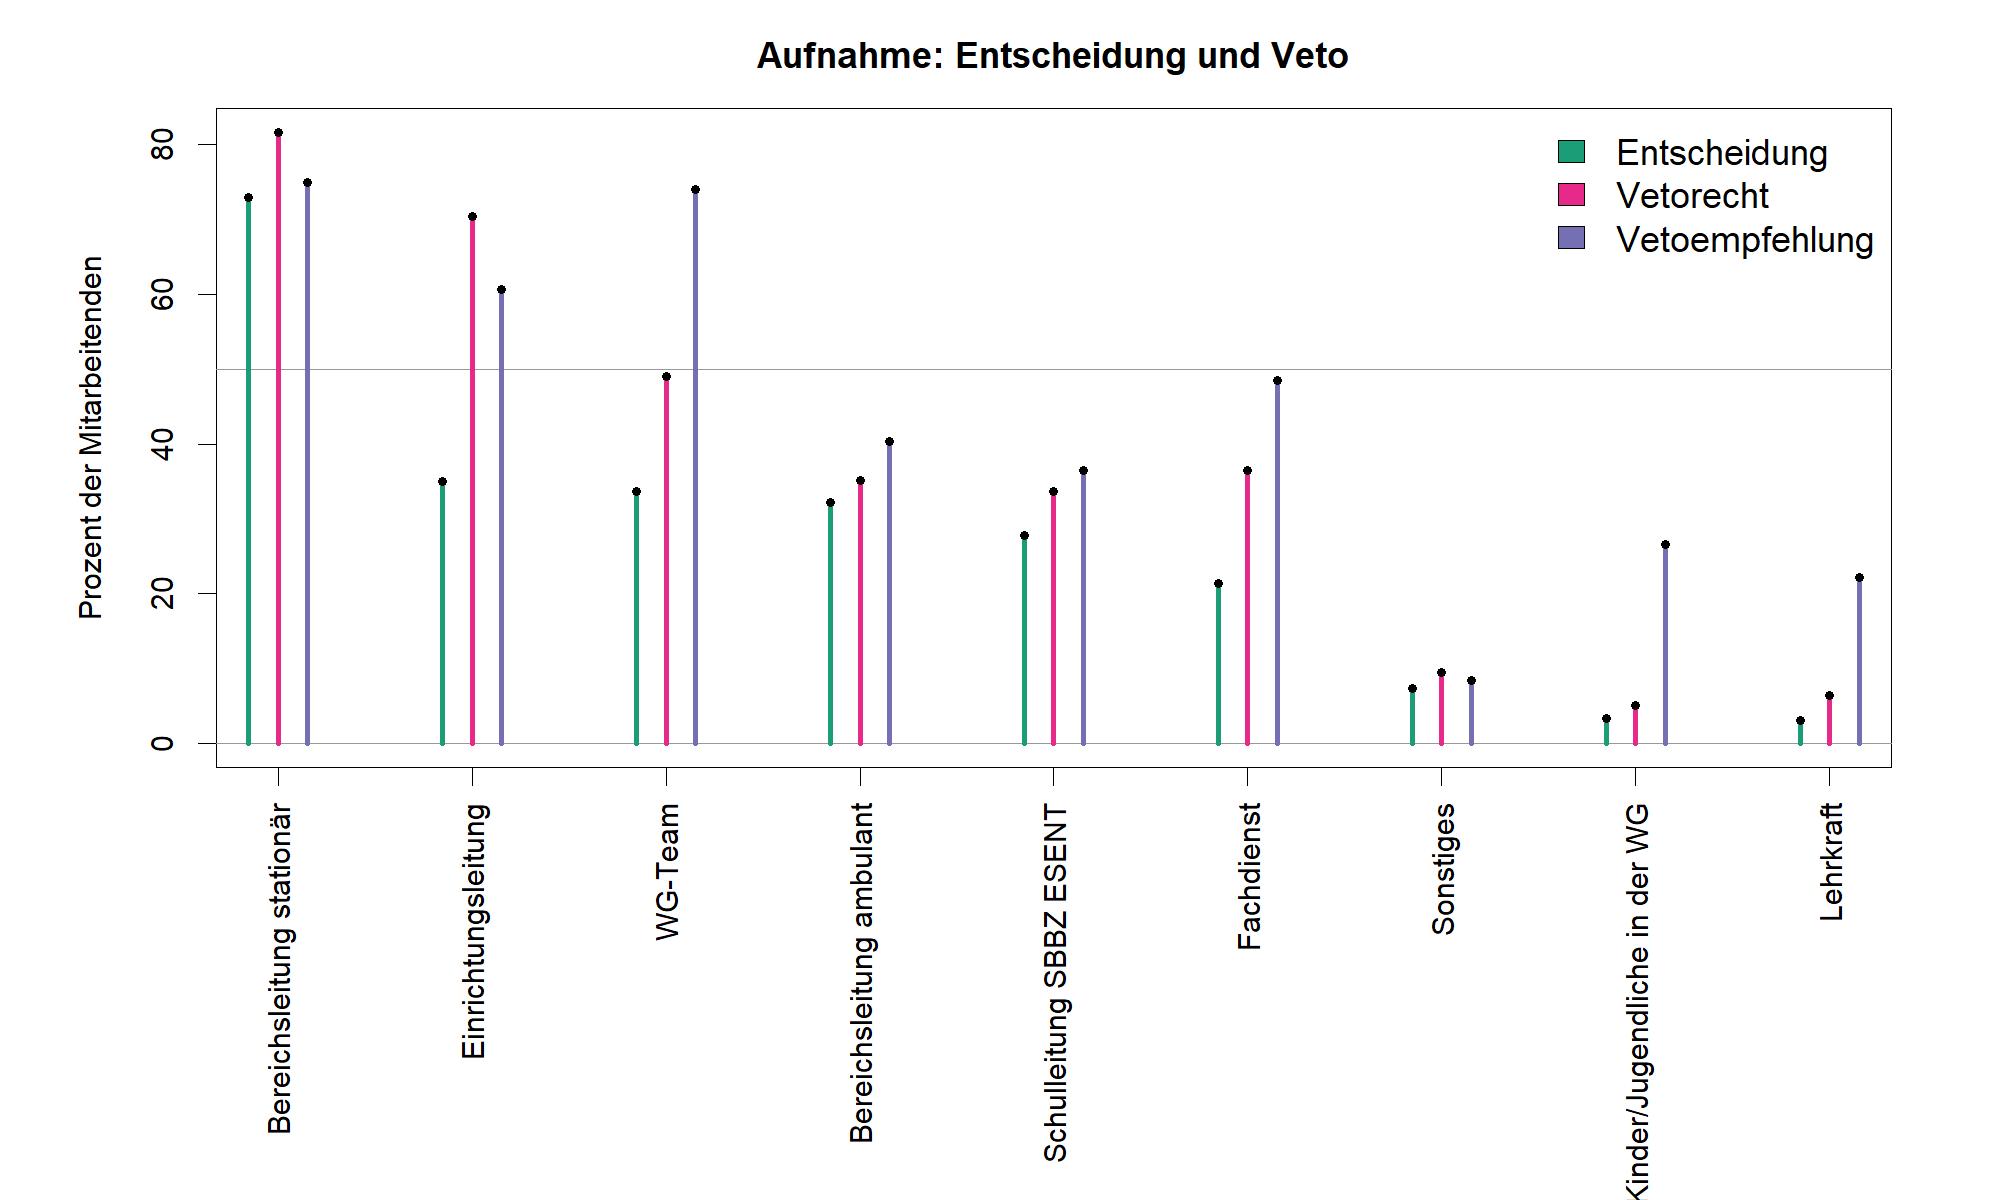 Aufnahme: Entscheidung und Veto
Entscheidung
Vetorecht
Vetoempfehlung
Prozent der Mitarbeitenden
80
60
40
20
0
Bereichsleitung stationär
Einrichtungsleitung
WG-Team
Bereichsleitung ambulant
Schulleitung SBBZ ESENT
Fachdienst
Sonstiges
Kinder/Jugendliche in der WG
Lehrkraft